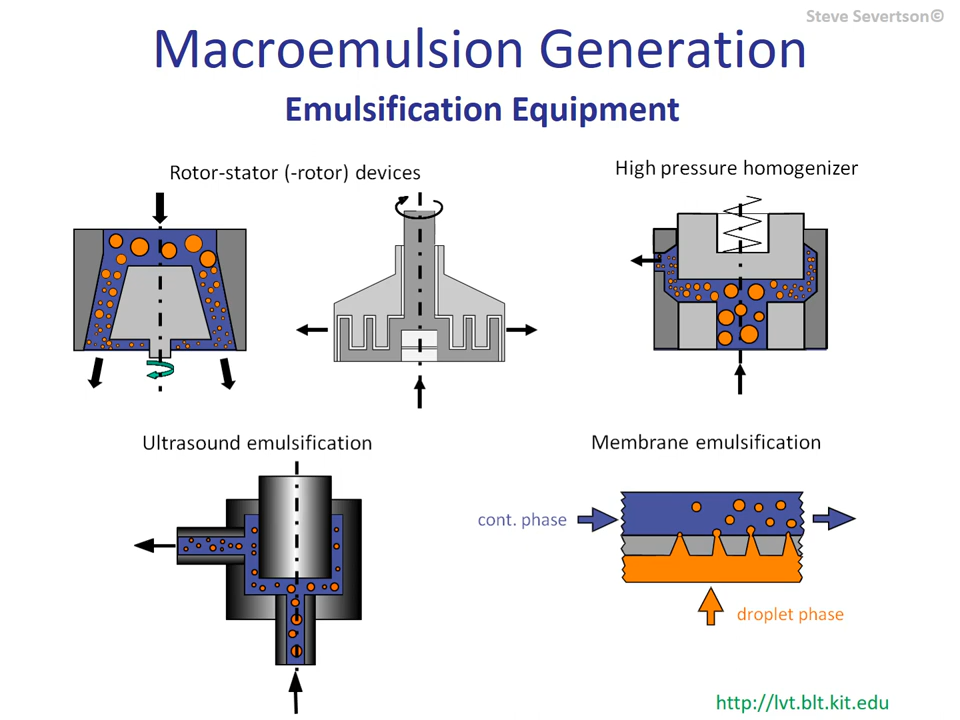 Steve Severtson©
Macroemulsion Generation
Emulsification Equipment
Rotor-stator (-rotor) devices
High pressure homogenizer
Ultrasound emulsification
Membrane emulsification
cont. phase
droplet phase
http://lvt.blt.kit.edu